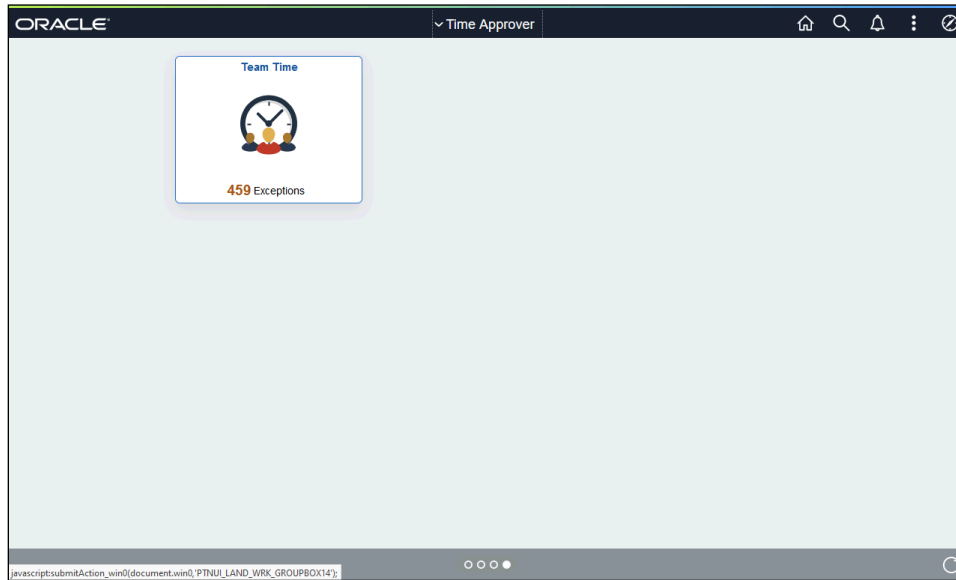 ORACLE
Time Approver
Team Time
459 Exceptions
javascript:submitAction_win0(document.win0,'PTNUI_LAND_WRK_GROUPBOX14');